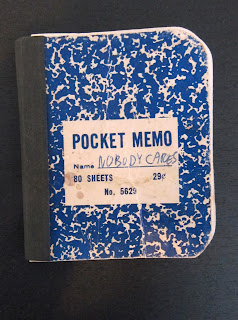 POCKET MEMO
Name NOBODY CARES
80 SHEETS 29¢
No. 5629